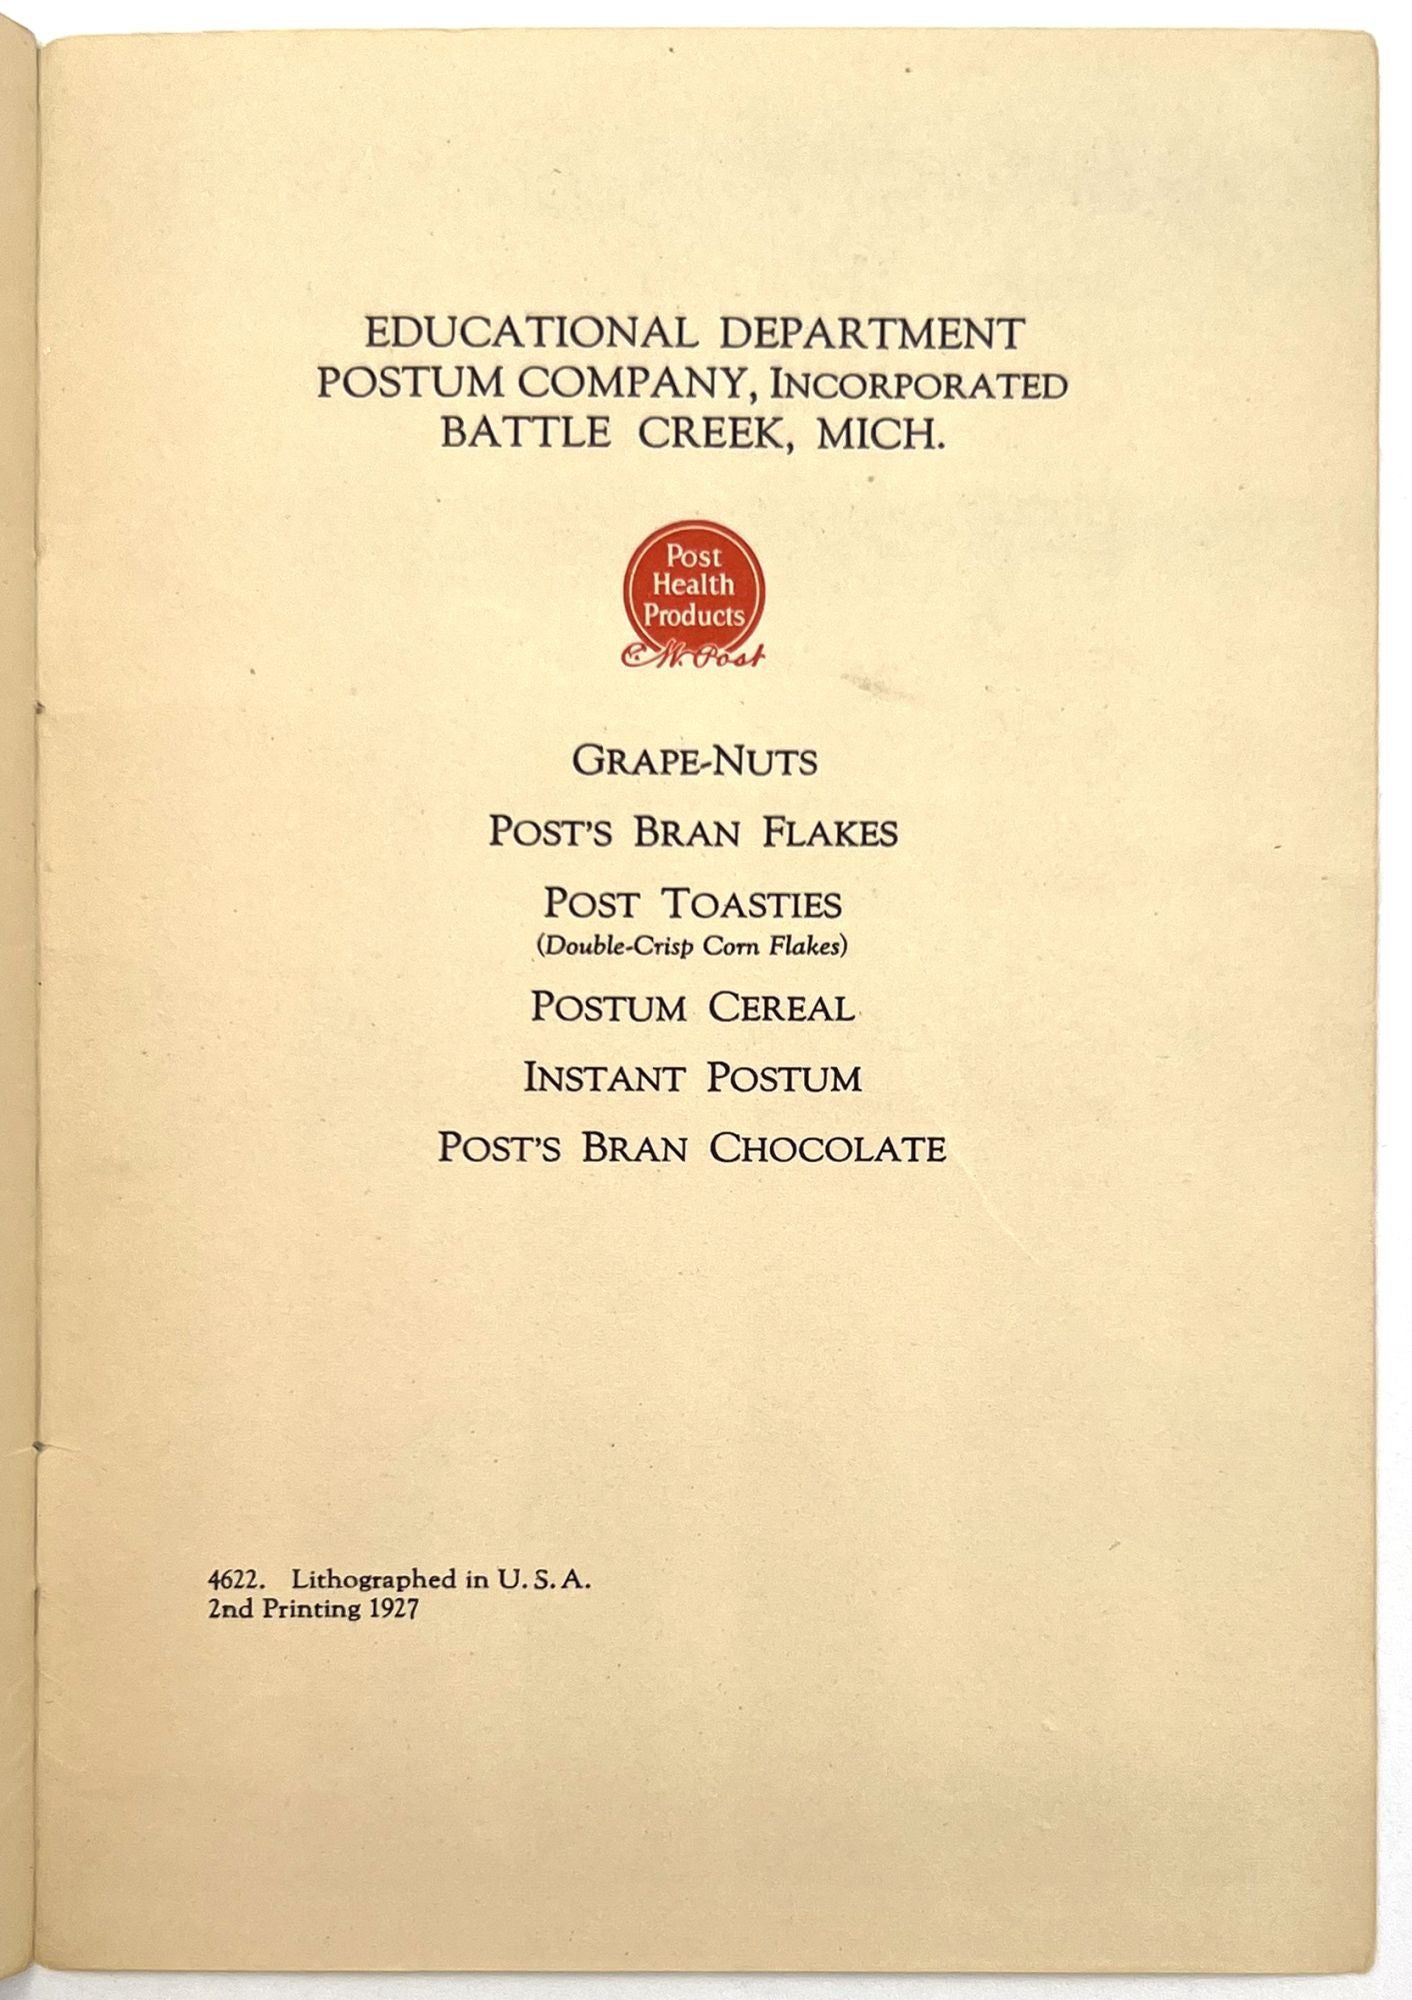 EDUCATIONAL DEPARTMENT
POSTUM COMPANY, INCORPORATED
BATTLE CREEK, MICH.
Post
Health
Products
C. W. Post
GRAPE-NUTS
POST'S BRAN FLAKES
POST TOASTIES
(Double-Crisp Corn Flakes)
POSTUM CEREAL
INSTANT POSTUM
POST'S BRAN CHOCOLATE
4622. Lithographed in U. S. A.
2nd Printing 1927